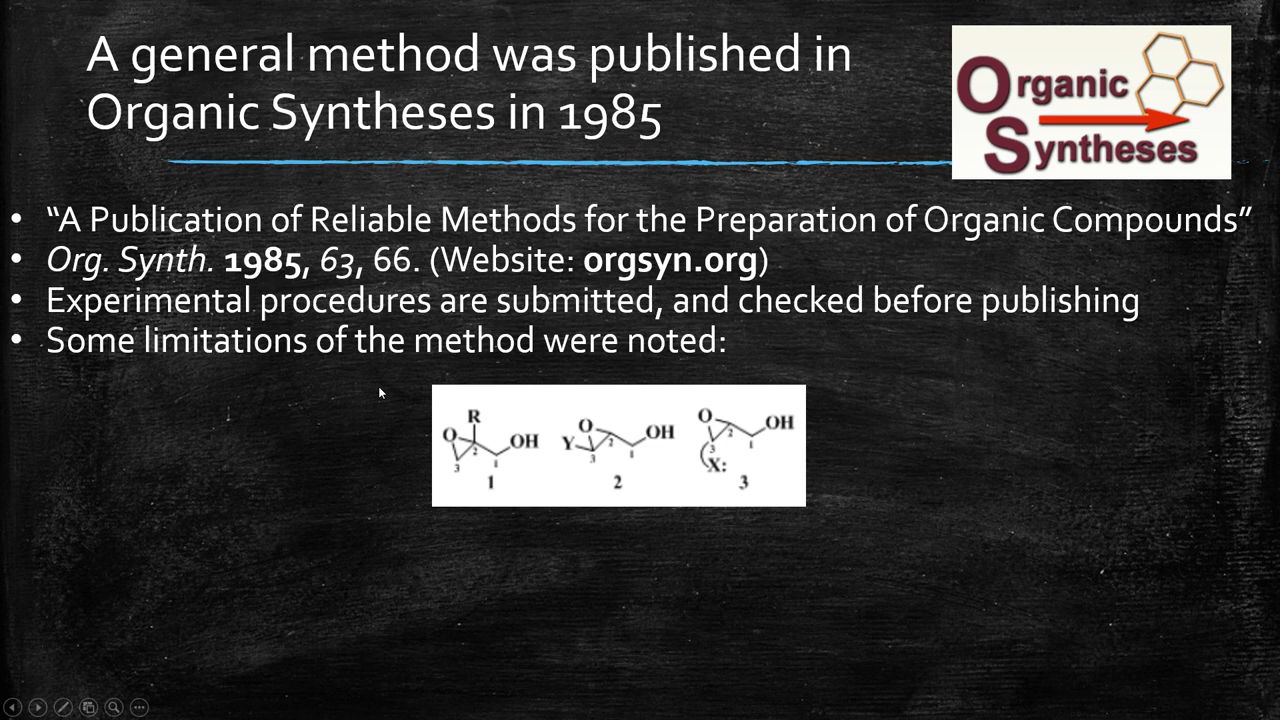 A general method was published in
Organic Syntheses in 1985
Organic
Syntheses
• “A Publication of Reliable Methods for the Preparation of Organic Compounds”
• Org. Synth. 1985, 63, 66. (Website: orgsyn.org)
• Experimental procedures are submitted, and checked before publishing
• Some limitations of the method were noted:
R
O OH
3 2 1
1
O OH
Y
3 2 1
2
O OH
3 2 1
(X:
3